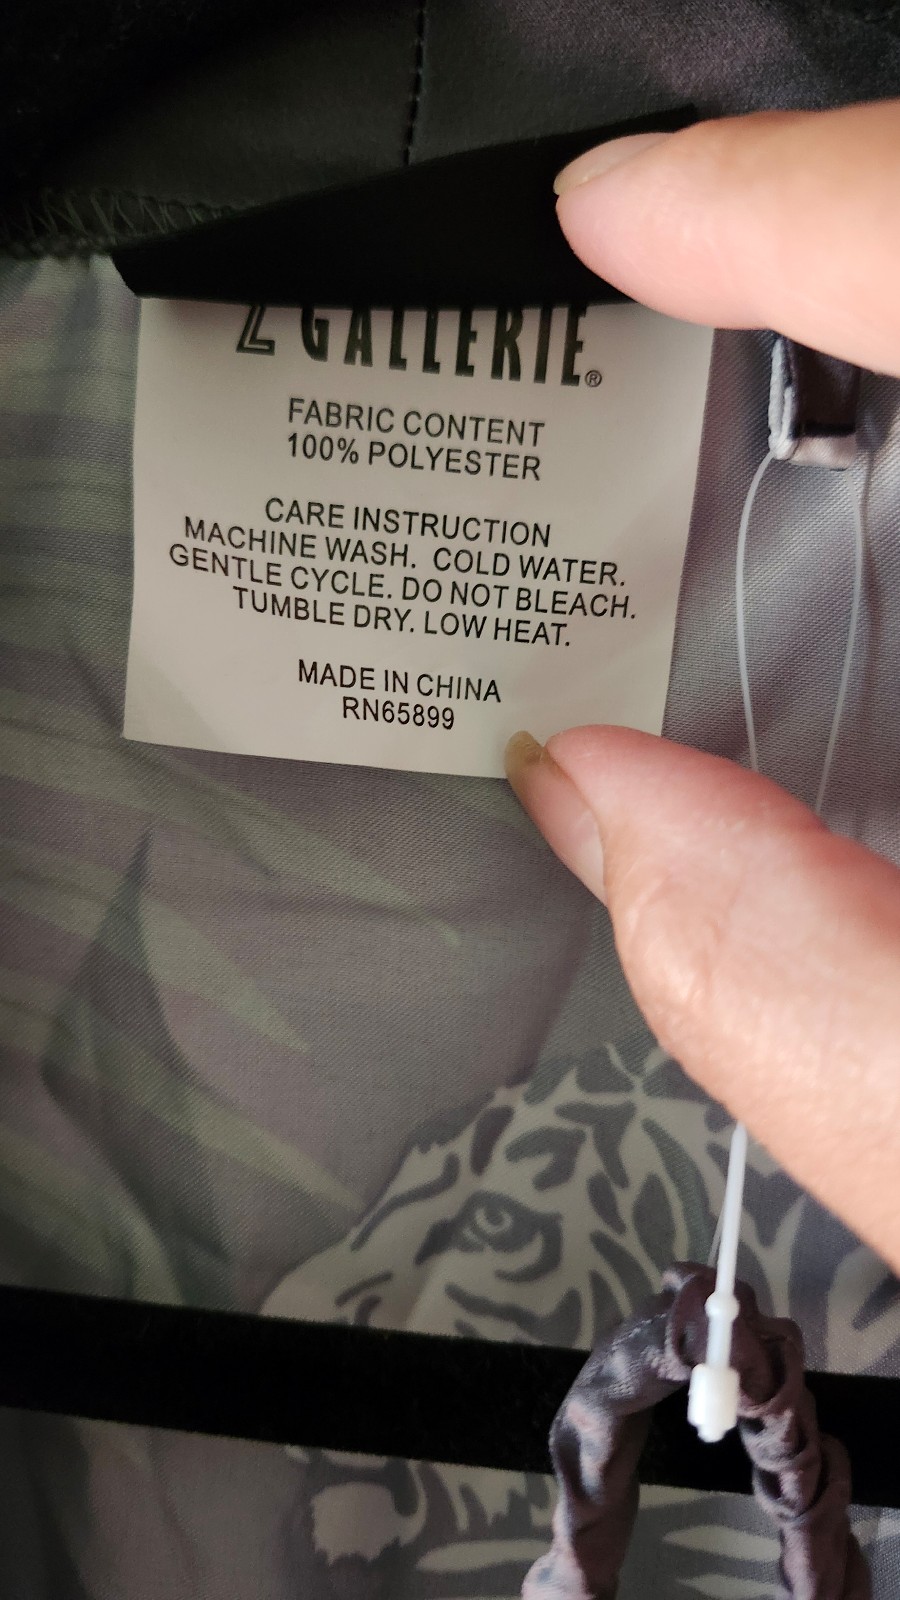 Z GALLERIE®
FABRIC CONTENT
100% POLYESTER
CARE INSTRUCTION
MACHINE WASH. COLD WATER.
GENTLE CYCLE. DO NOT BLEACH.
TUMBLE DRY. LOW HEAT.
MADE IN CHINA
RN65899